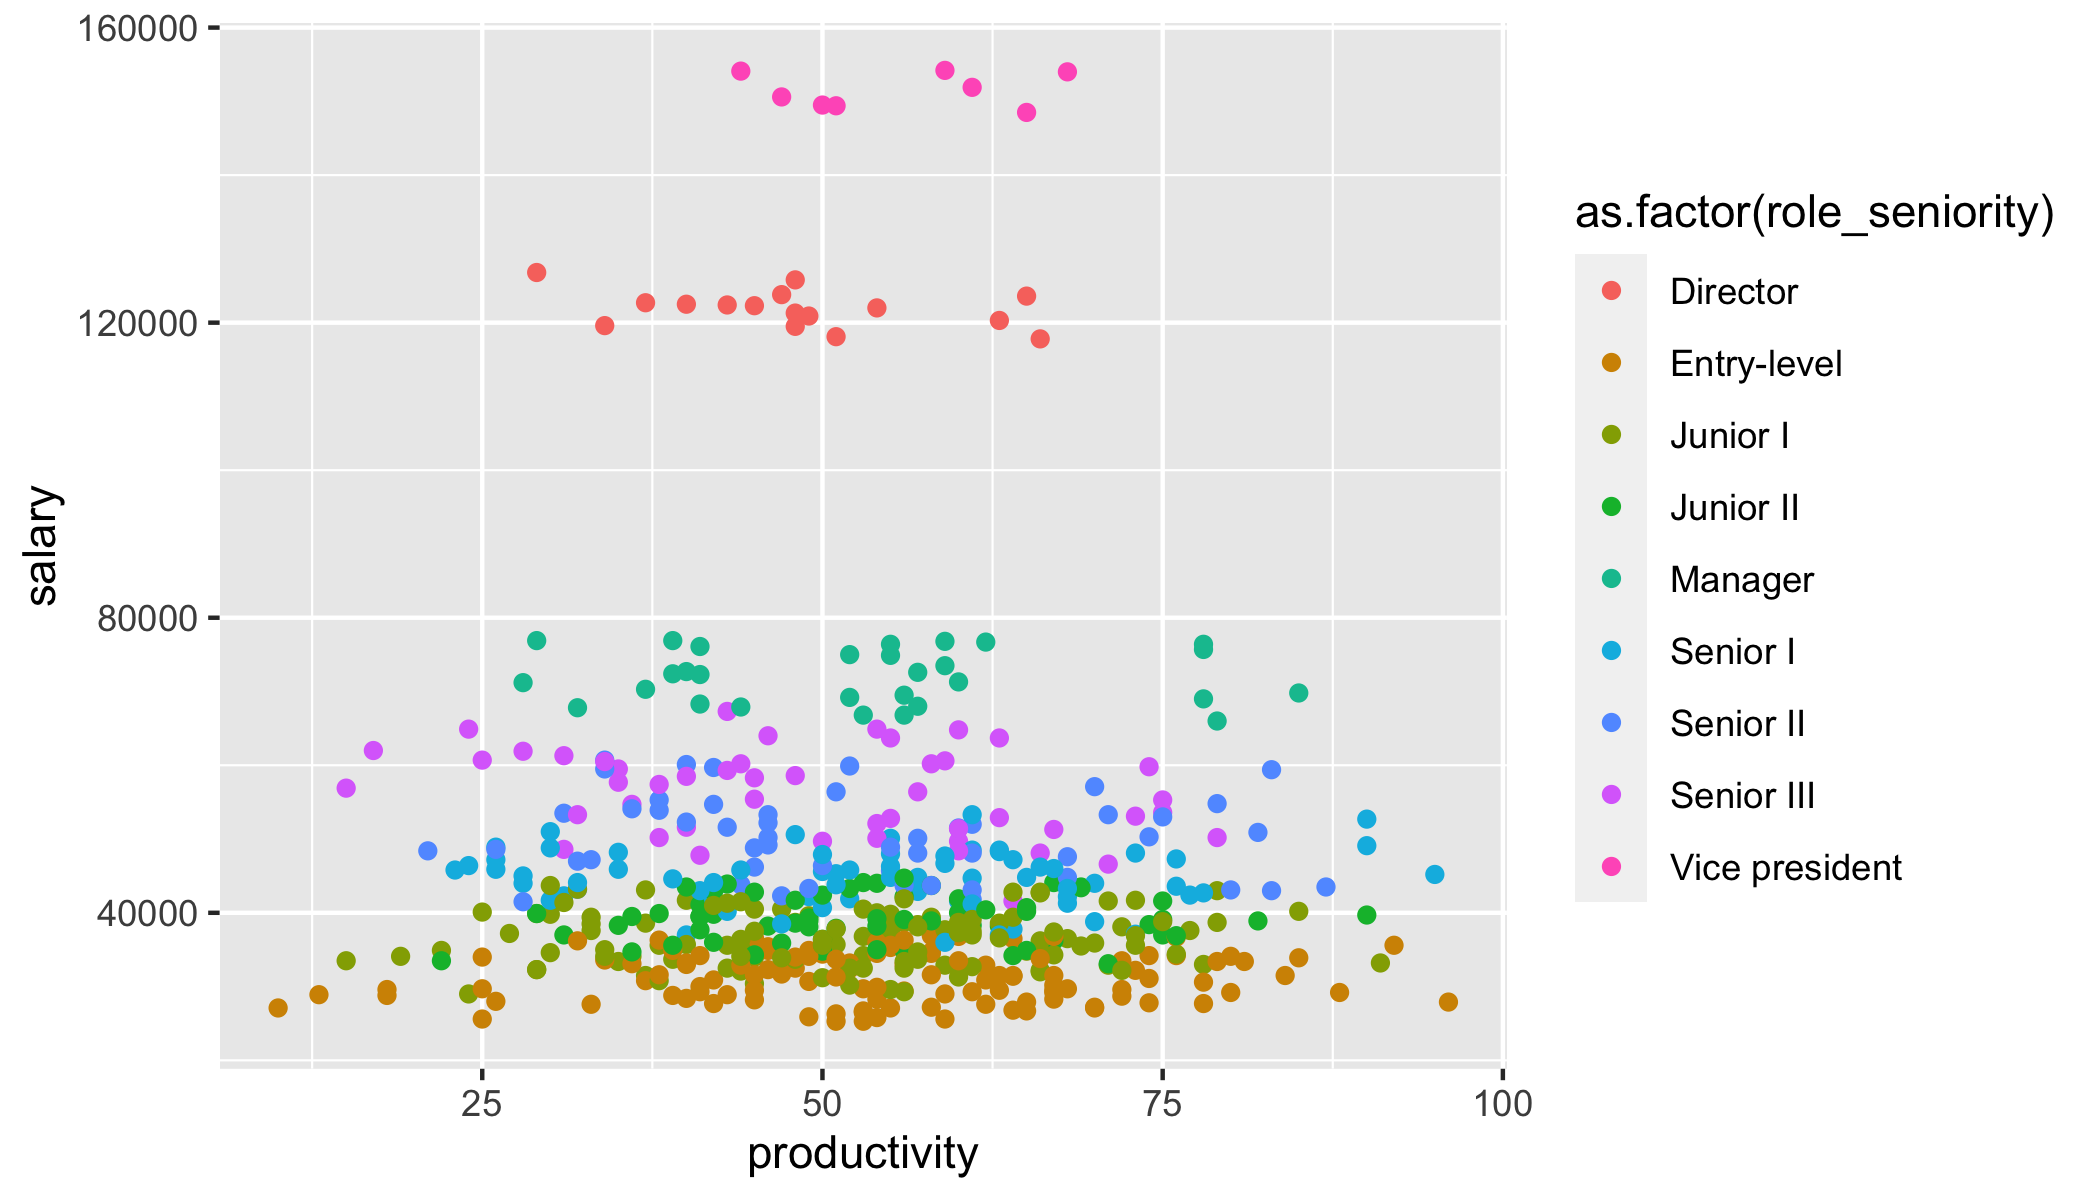 160000
120000
80000
40000
salary
25
50
75
100
productivity
as.factor(role_seniority)
Director
Entry-level
Junior I
Junior II
Manager
Senior I
Senior II
Senior III
Vice president